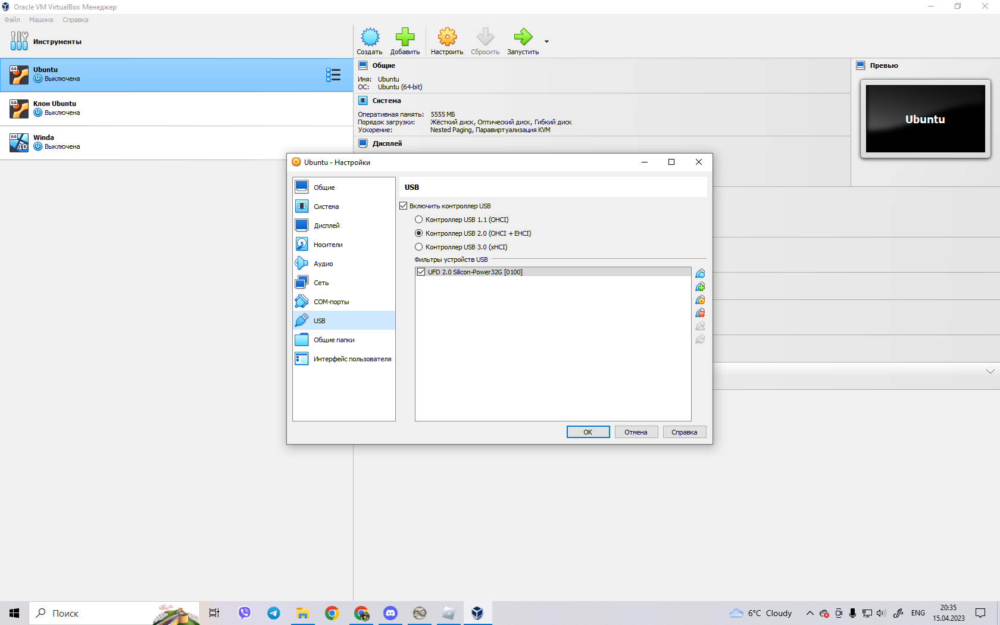 Oracle VM VirtualBox Менеджер
Файл Машина Справка
Инструменты
Создать Добавить Настроить Сбросить Запустить
64 Ubuntu
Выключена
64 Клон Ubuntu
Выключена
64 10 Winda
Выключена
Общие
Имя: Ubuntu
ОС: Ubuntu (64-bit)
Система
Оперативная память: 5555 МБ
Порядок загрузки: Жёсткий диск, Оптический диск, Гибкий диск
Ускорение: Nested Paging, Паравиртуализация KVM
Дисплей
Превью
Ubuntu
Ubuntu - Настройки
Общие
Система
Дисплей
Носители
Аудио
Сеть
COM-порты
USB
Общие папки
Интерфейс пользователя
USB
Включить контроллер USB
Контроллер USB 1.1 (OHCI)
Контроллер USB 2.0 (OHCI + EHCI)
Контроллер USB 3.0 (xHCI)
Фильтры устройств USB
UFD 2.0 Silicon-Power32G [0100]
OK Отмена Справка
Поиск
6°C Cloudy
ENG
20:35
15.04.2023